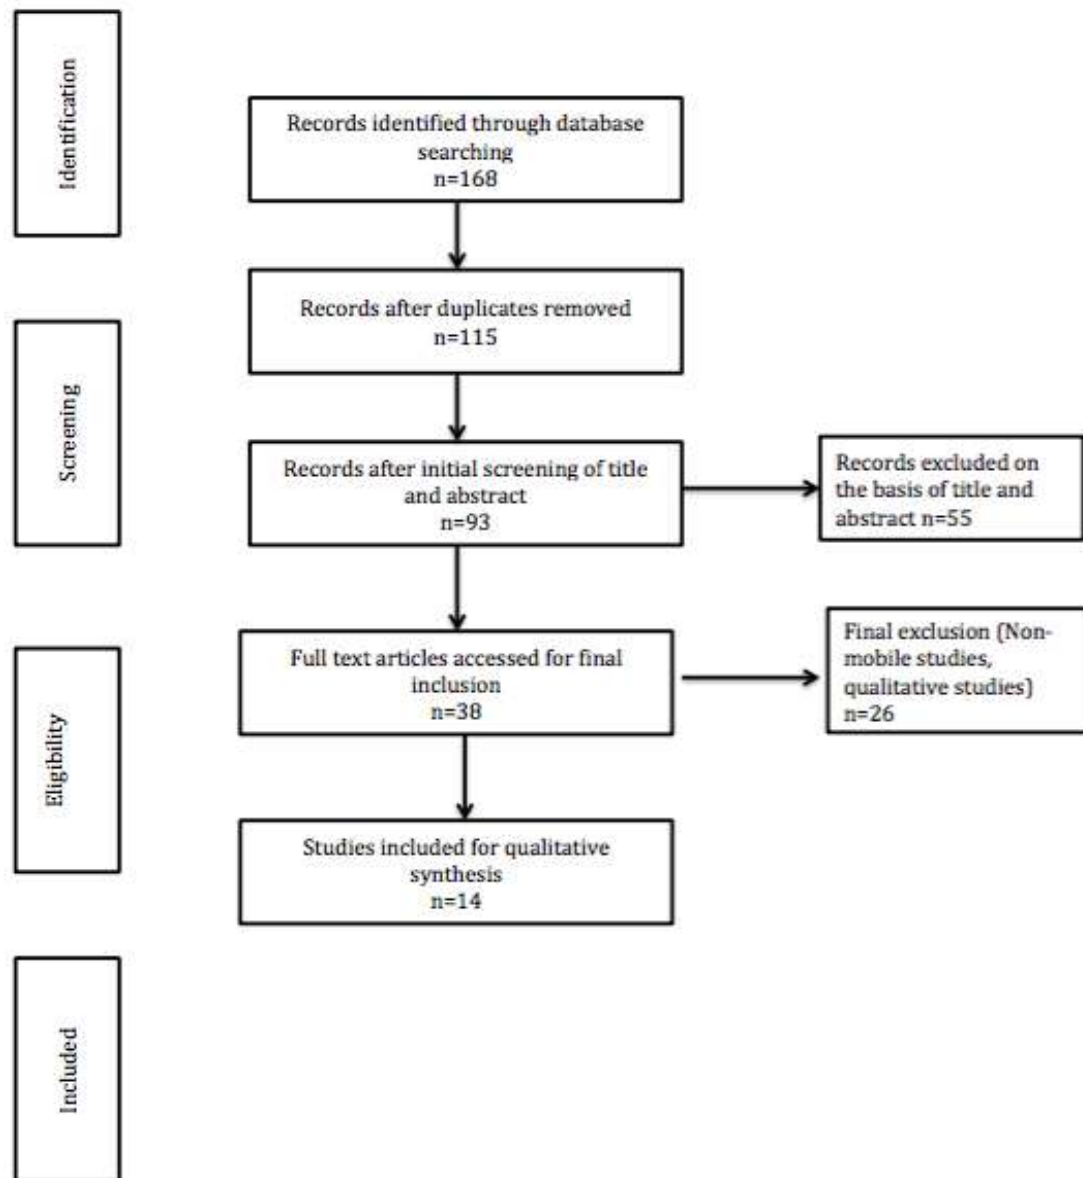 Identification
Records identified through database
searching
n=168
Records after duplicates removed
n=115
Screening
Records after initial screening of title
and abstract
n=93
Records excluded on
the basis of title and
abstract n=55
Eligibility
Full text articles accessed for final
inclusion
n=38
Final exclusion (Non-
mobile studies,
qualitative studies)
n=26
Studies included for qualitative
synthesis
n=14
Included